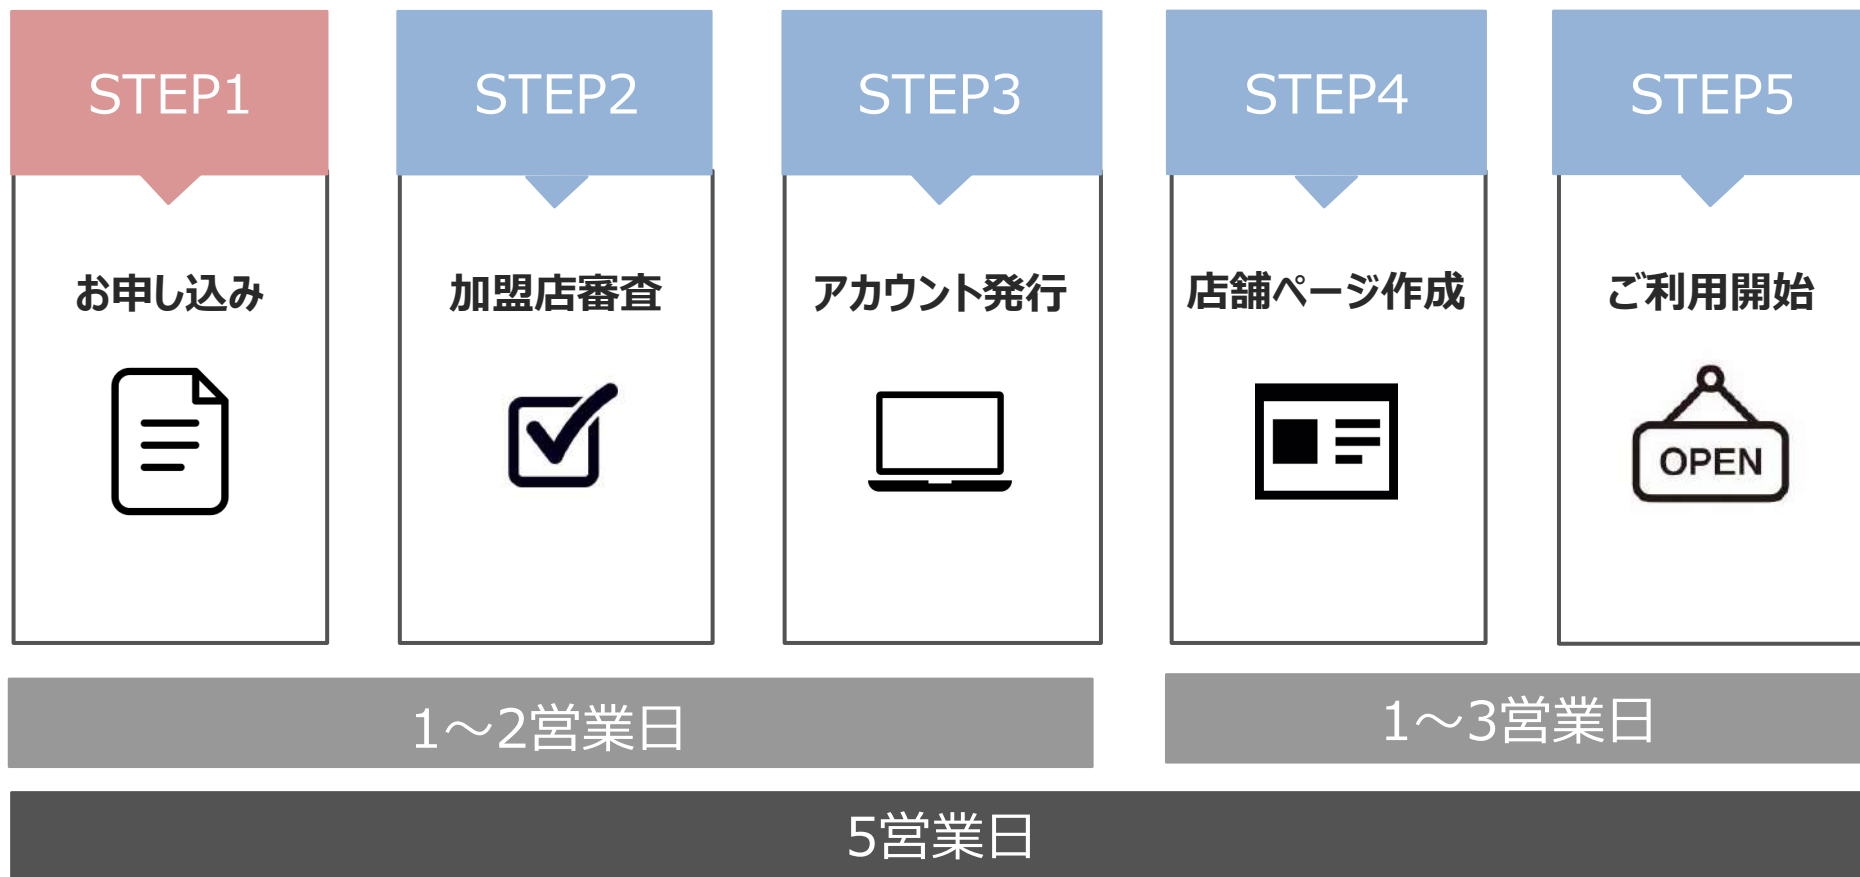 STEP1
お申し込み
STEP2
加盟店審査
STEP3
アカウント発行
STEP4
店舗ページ作成
STEP5
ご利用開始
OPEN
1～2営業日
1～3営業日
5営業日